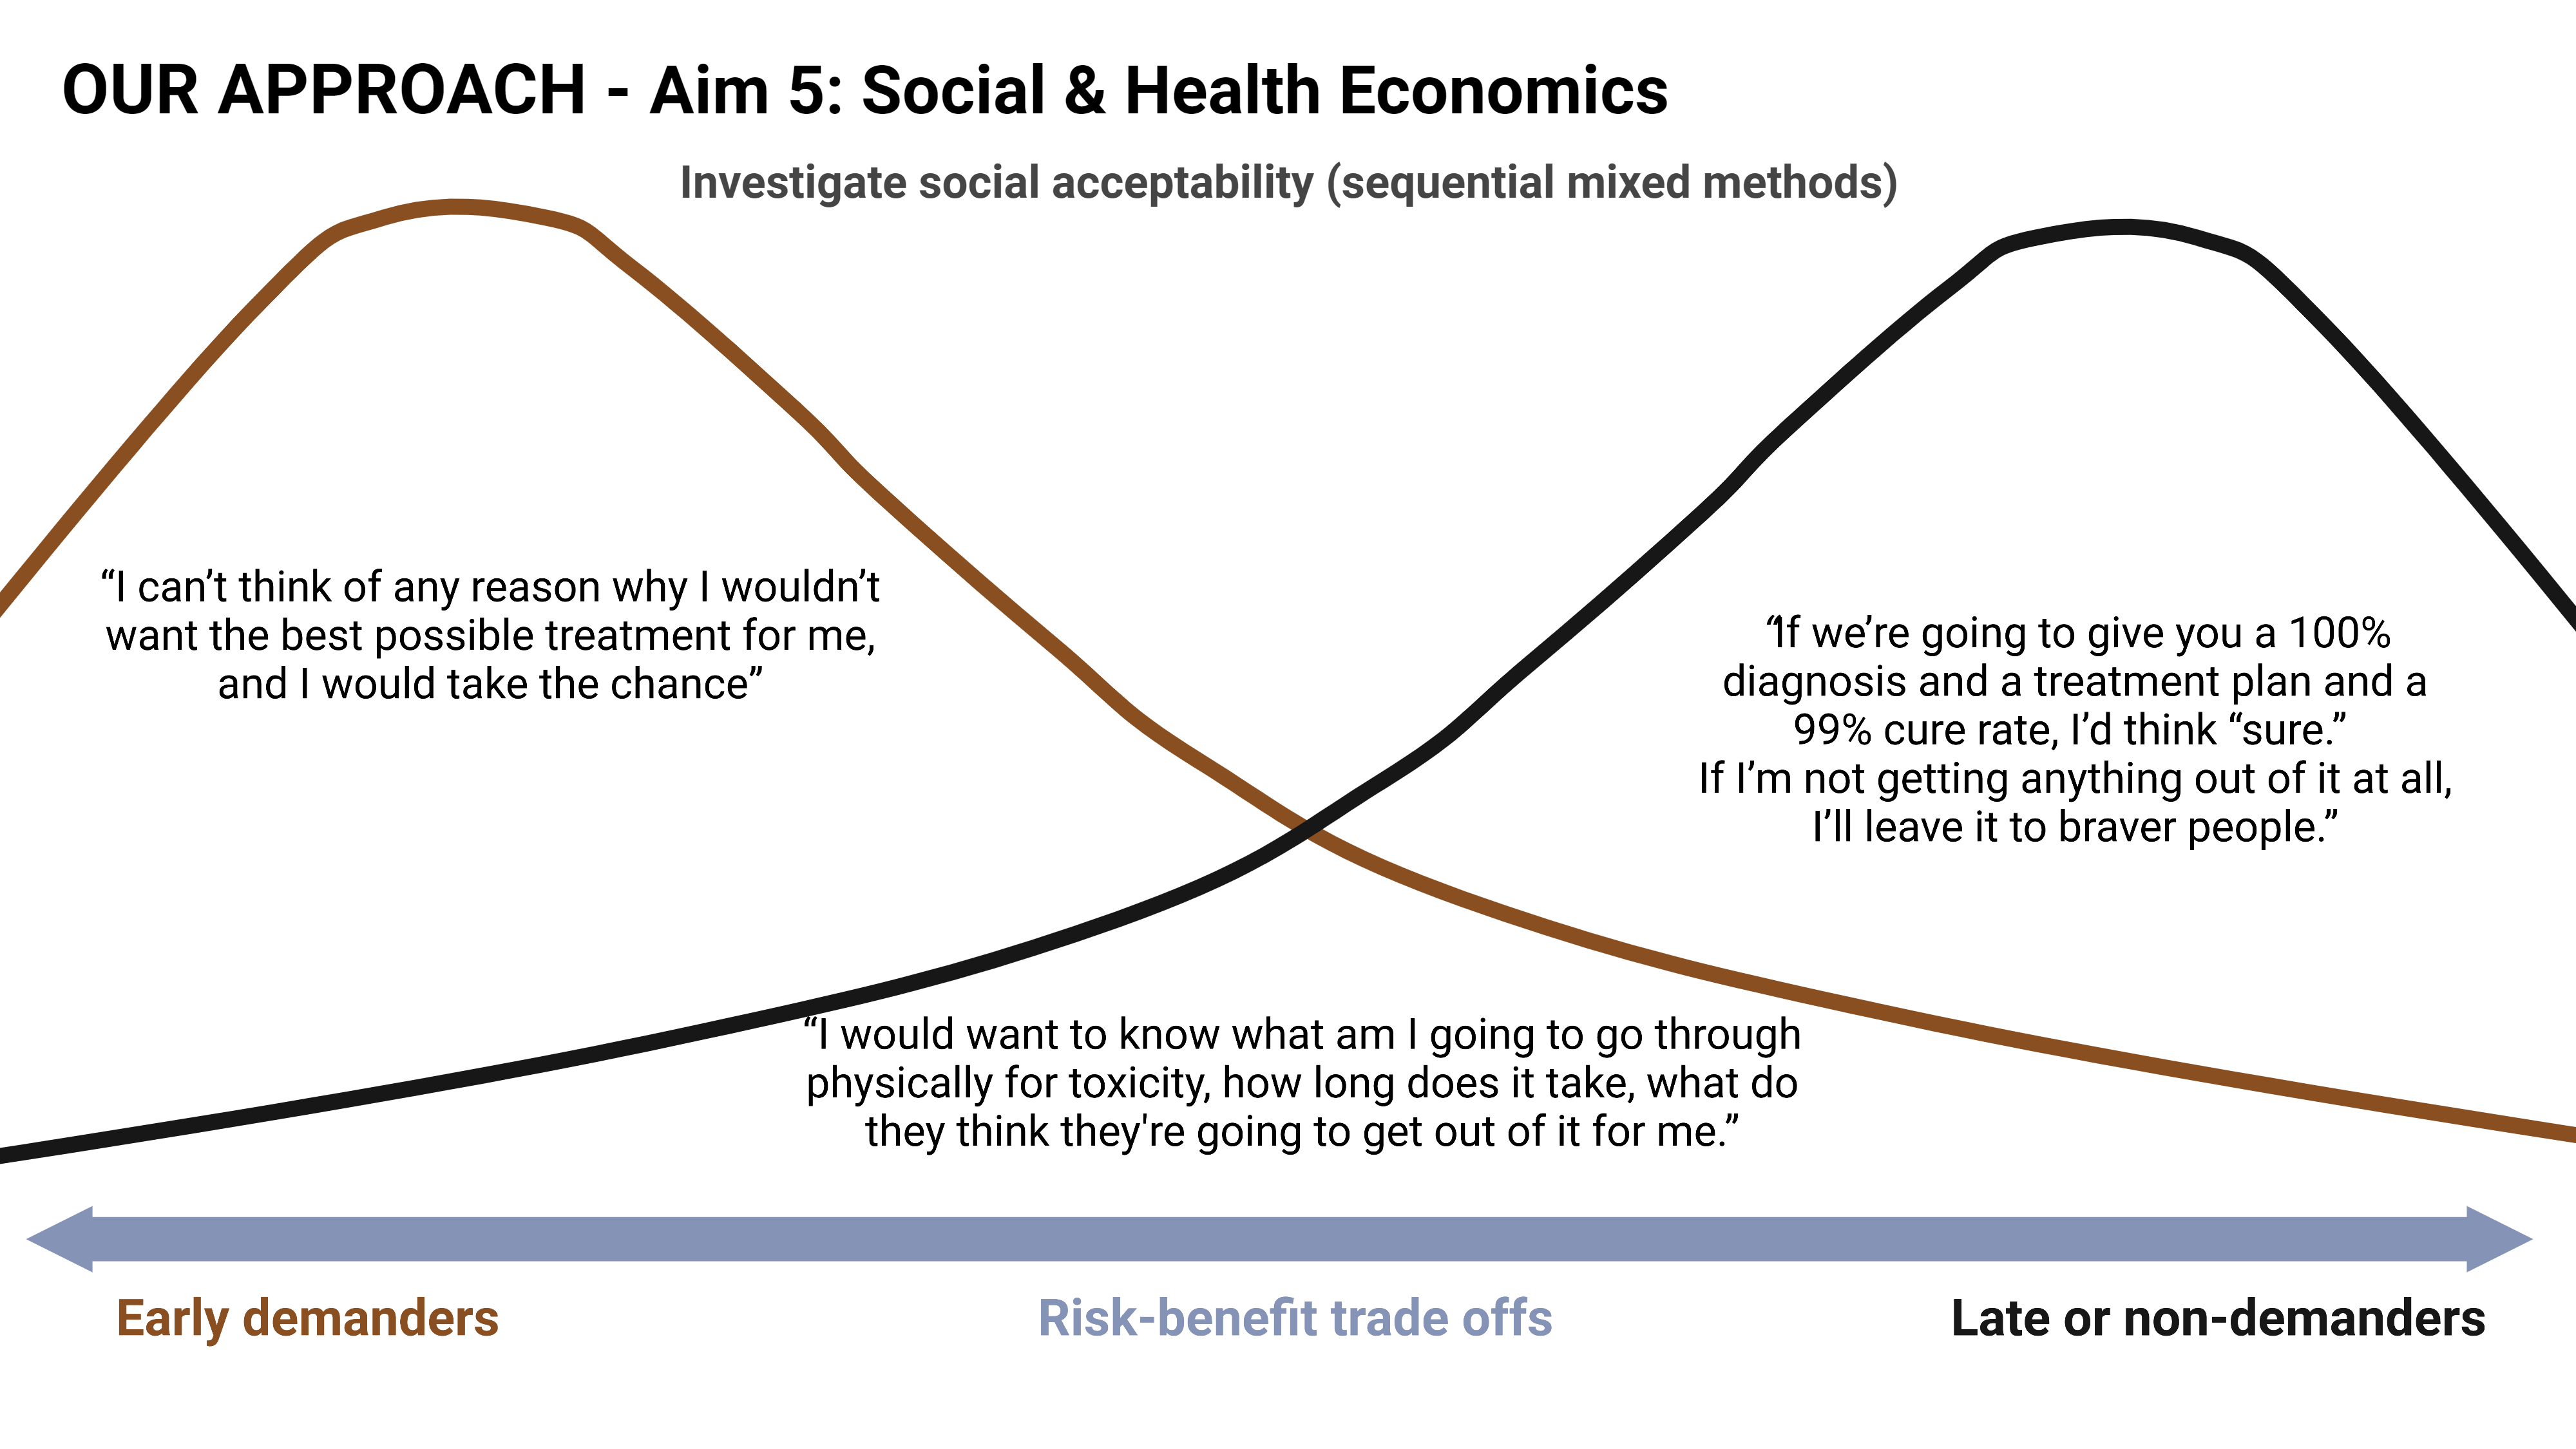 OUR APPROACH - Aim 5: Social & Health Economics
Investigate social acceptability (sequential mixed methods)
“I can’t think of any reason why I wouldn’t
want the best possible treatment for me,
and I would take the chance”
“If we’re going to give you a 100%
diagnosis and a treatment plan and a
99% cure rate, I’d think “sure.”
If I’m not getting anything out of it at all,
I’ll leave it to braver people.”
“I would want to know what am I going to go through
physically for toxicity, how long does it take, what do
they think they're going to get out of it for me.”
Early demanders
Risk-benefit trade offs
Late or non-demanders